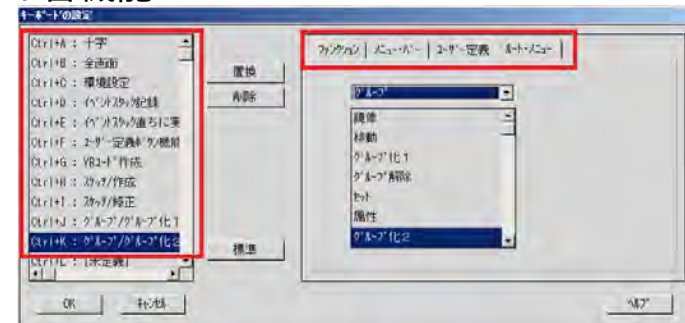 キーボードの設定
Ctrl+A : 十字
Ctrl+B : 全画面
Ctrl+C : 環境設定
Ctrl+D : イベントスタック記録
Ctrl+E : イベントスタック直ちに実
Ctrl+F : ユーザー定義ボタン機能
Ctrl+G : VBコード作成
Ctrl+H : スケッチ/作成
Ctrl+I : スケッチ/修正
Ctrl+J : グループ/グループ化1
Ctrl+K : グループ/グループ化2
Ctrl+L : [未定義]
置換
削除
標準
ファンクション
メニュー・バー
ユーザー定義
ルート・メニュー
グループ
鏡像
移動
グループ化1
グループ解除
セット
属性
グループ化2
OK
キャンセル
ヘルプ